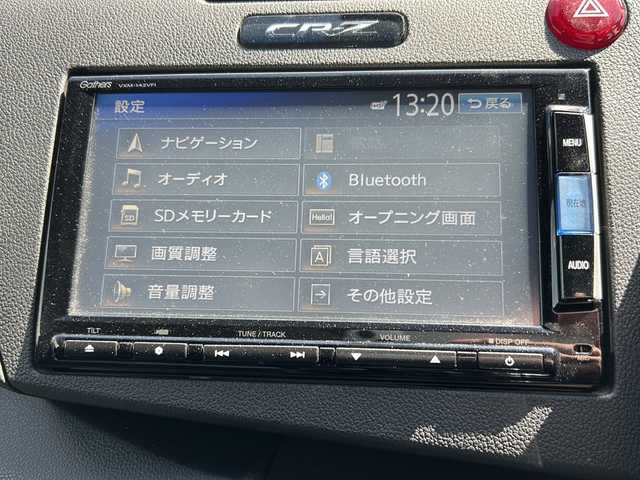 CR-Z
Gathers
設定 13:20 戻る
ナビゲーション
オーディオ Bluetooth
SDメモリーカード Hello! オープニング画面
画質調整 A 言語選択
音量調整 その他設定
MENU
現在地
AUDIO
TILT TUNE / TRACK VOLUME DISP OFF